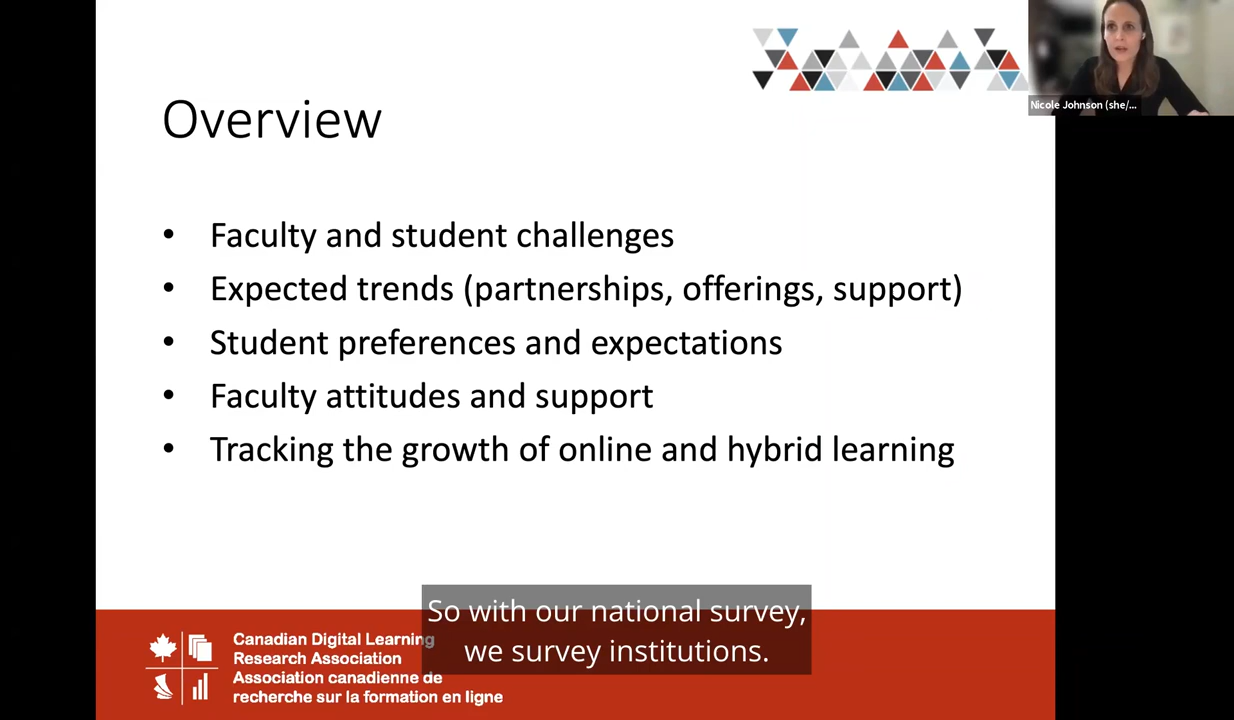 Nicole Johnson (she/...
Overview
• Faculty and student challenges
• Expected trends (partnerships, offerings, support)
• Student preferences and expectations
• Faculty attitudes and support
• Tracking the growth of online and hybrid learning
So with our national survey,
we survey institutions.
Canadian Digital Learning
Research Association
Association canadienne de
recherche sur la formation en ligne